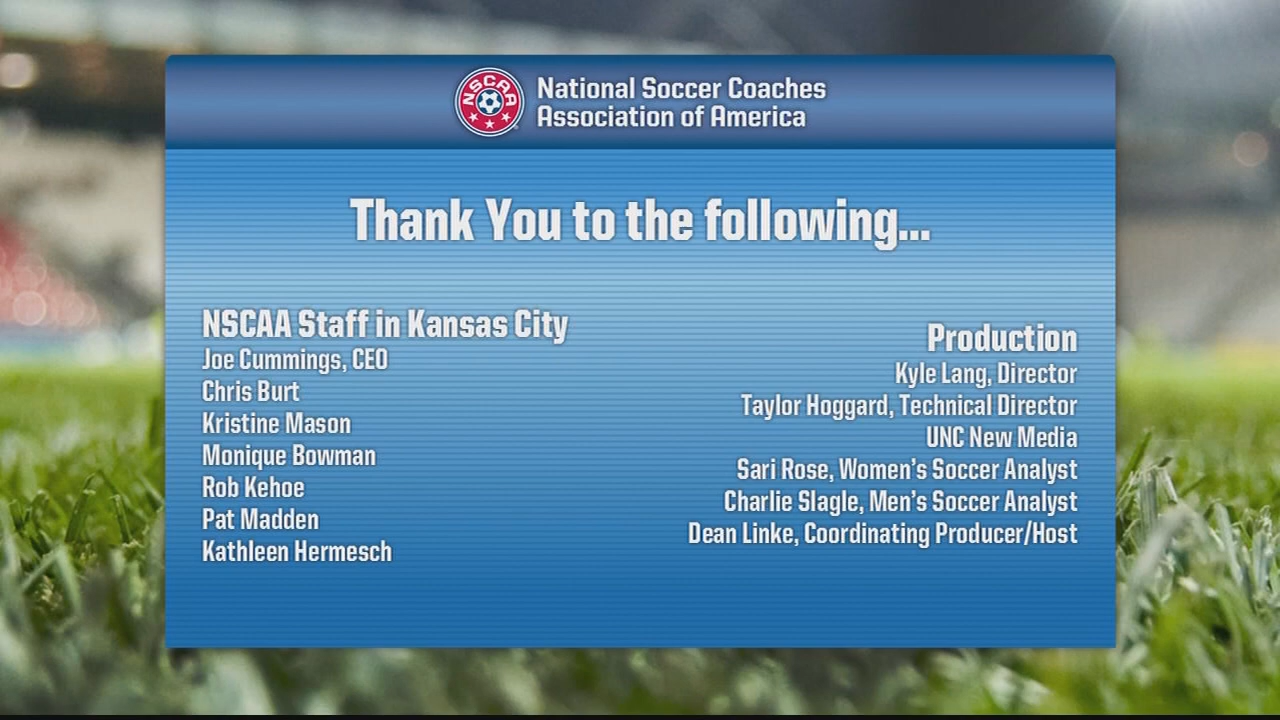 NSCAA
National Soccer Coaches
Association of America
Thank You to the following...
NSCAA Staff in Kansas City
Joe Cummings, CEO
Chris Burt
Kristine Mason
Monique Bowman
Rob Kehoe
Pat Madden
Kathleen Hermesch
Production
Kyle Lang, Director
Taylor Hoggard, Technical Director
UNC New Media
Sari Rose, Women's Soccer Analyst
Charlie Slagle, Men's Soccer Analyst
Dean Linke, Coordinating Producer/Host